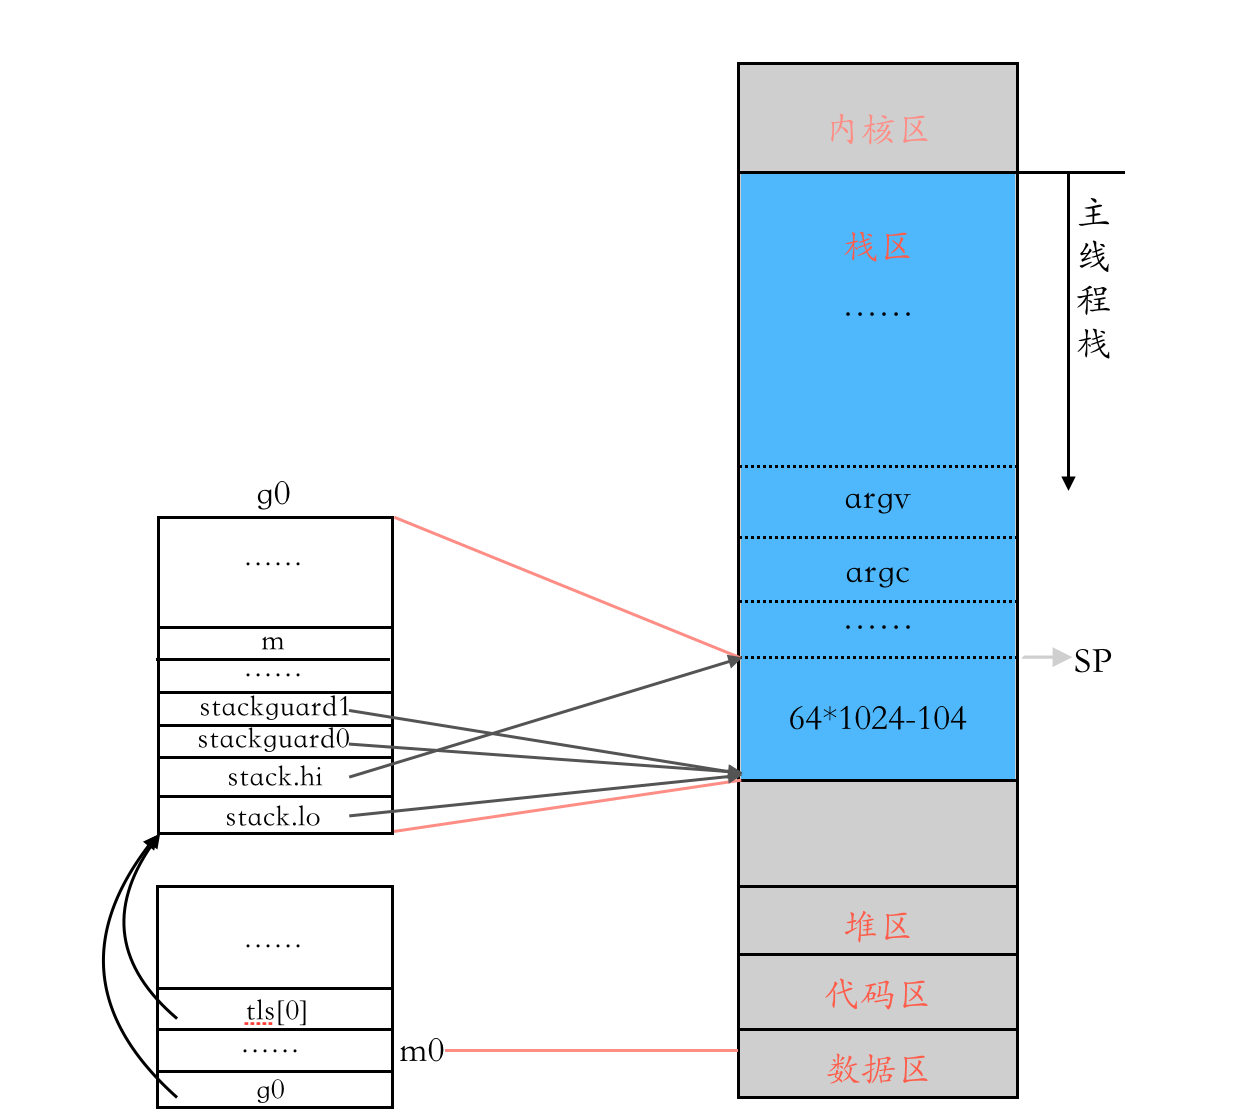 内核区
栈区
……
主线程栈
argv
argc
……
SP
64*1024-104
g0
……
m
……
stackguard1
stackguard0
stack.hi
stack.lo
……
tls[0]
……
g0
m0
堆区
代码区
数据区